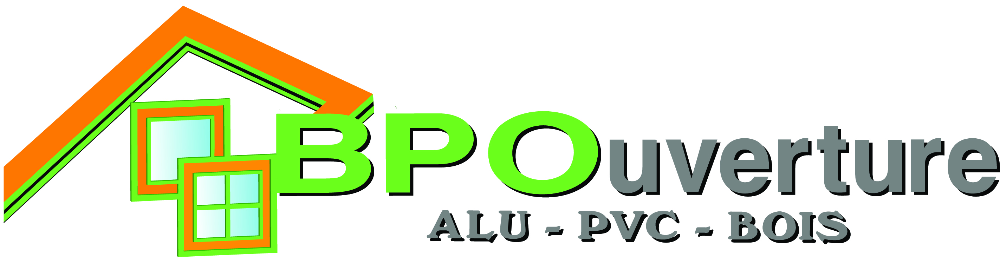 BPOuverture
ALU - PVC - BOIS